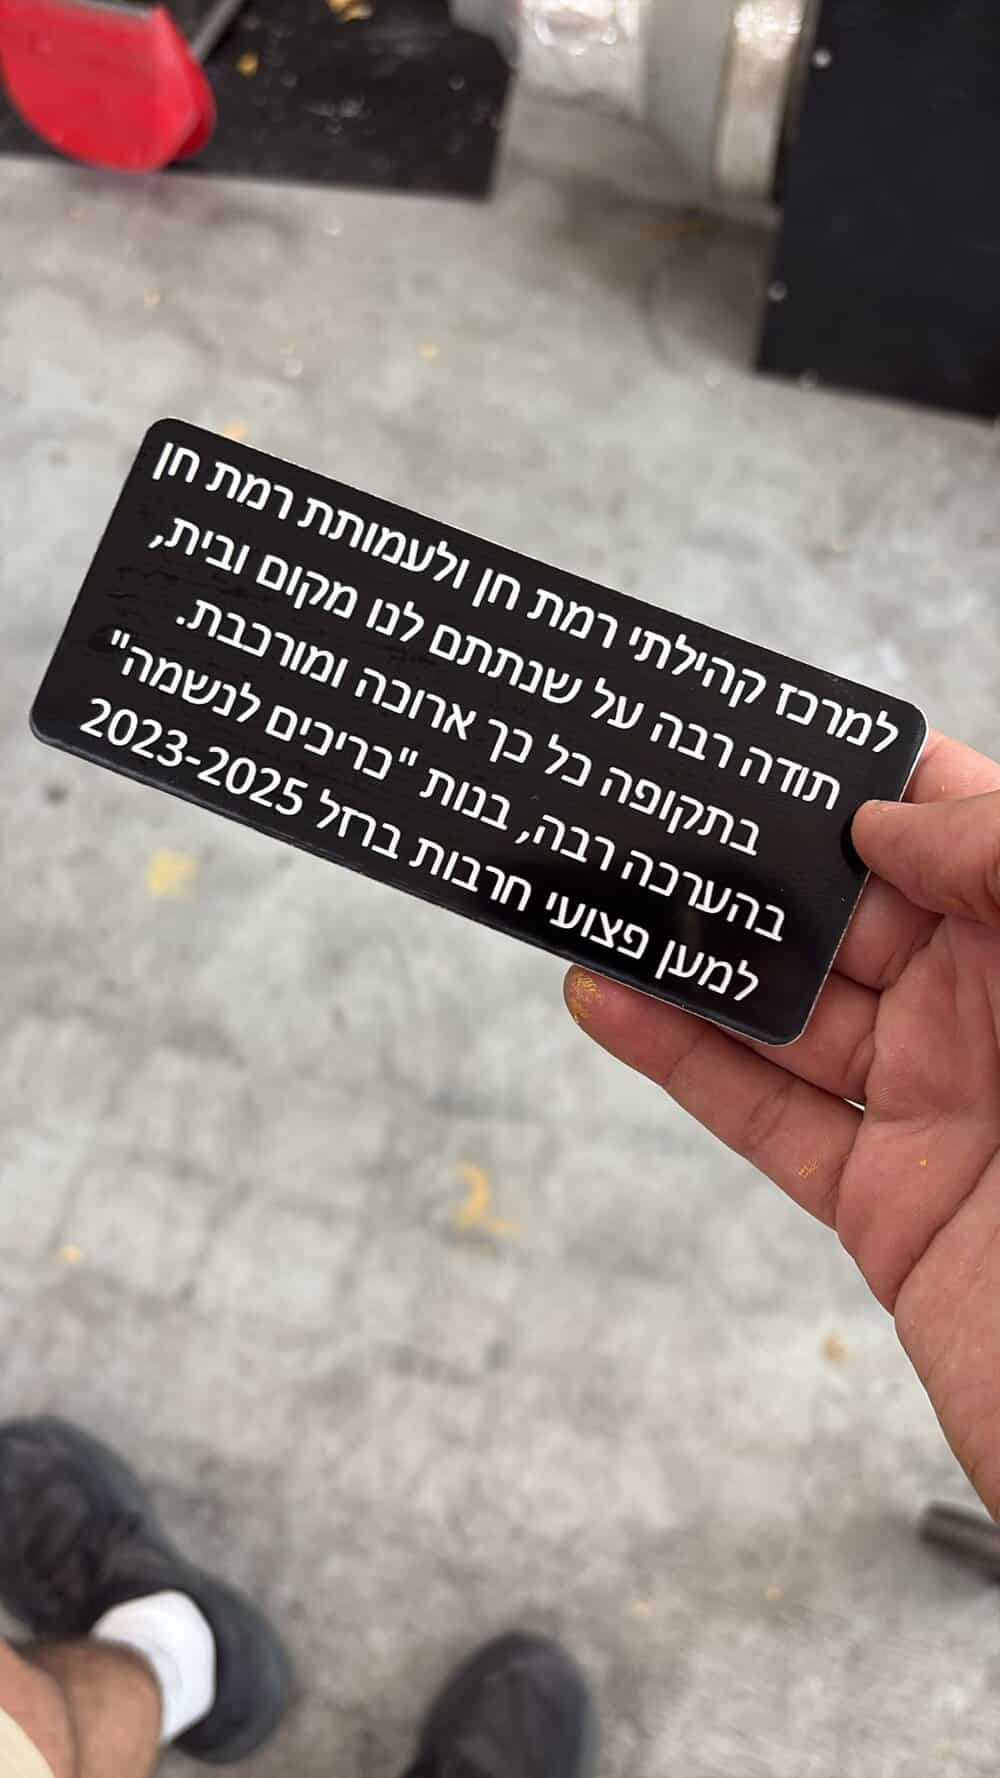 למרכז קהילתי רמת חן ולעמותת רמת חן
תודה רבה על שנתתם לנו מקום ובית,
בתקופה כל כך ארוכה ומורכבת.
בהערכה רבה, בנות "כריכים לנשמה"
למען פצועי חרבות ברזל 2023-2025